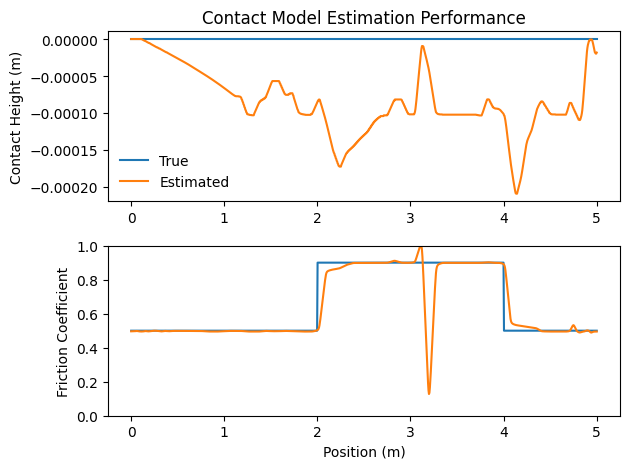 Contact Model Estimation Performance
Contact Height (m)
0.00000
−0.00005
−0.00010
−0.00015
−0.00020
True
Estimated
0 1 2 3 4 5
Friction Coefficient
1.0
0.8
0.6
0.4
0.2
0.0
0 1 2 3 4 5
Position (m)